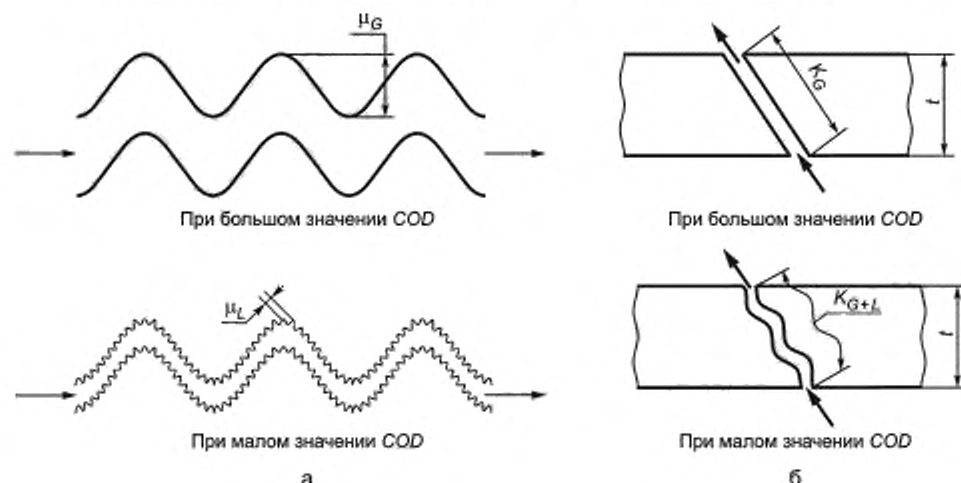 μG
KG
t
При большом значении COD
При большом значении COD
μL
KG+L
t
При малом значении COD
При малом значении COD
а
б